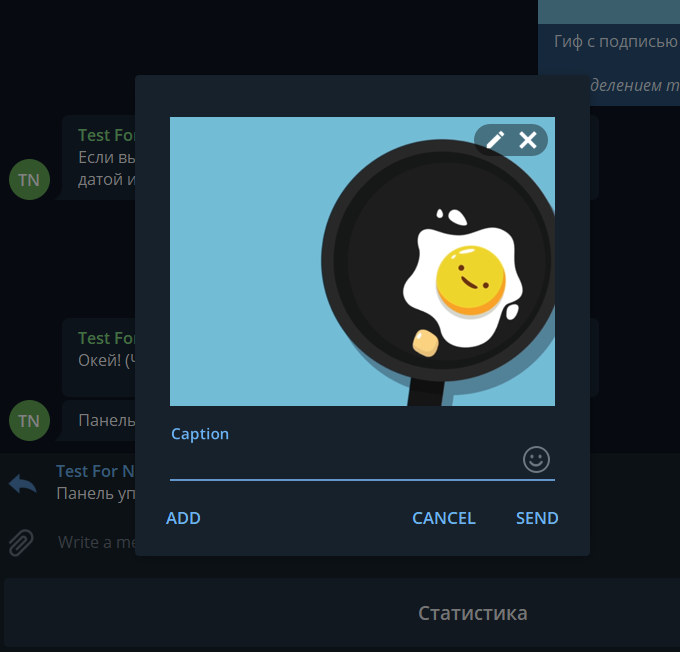 Гиф с подписью
делением т
Test For
Если вы
датой и
TN
Test For
Окей! (Ч
Панель
TN
Caption
Test For N
Панель уп
ADD
CANCEL
SEND
Write a me
Статистика